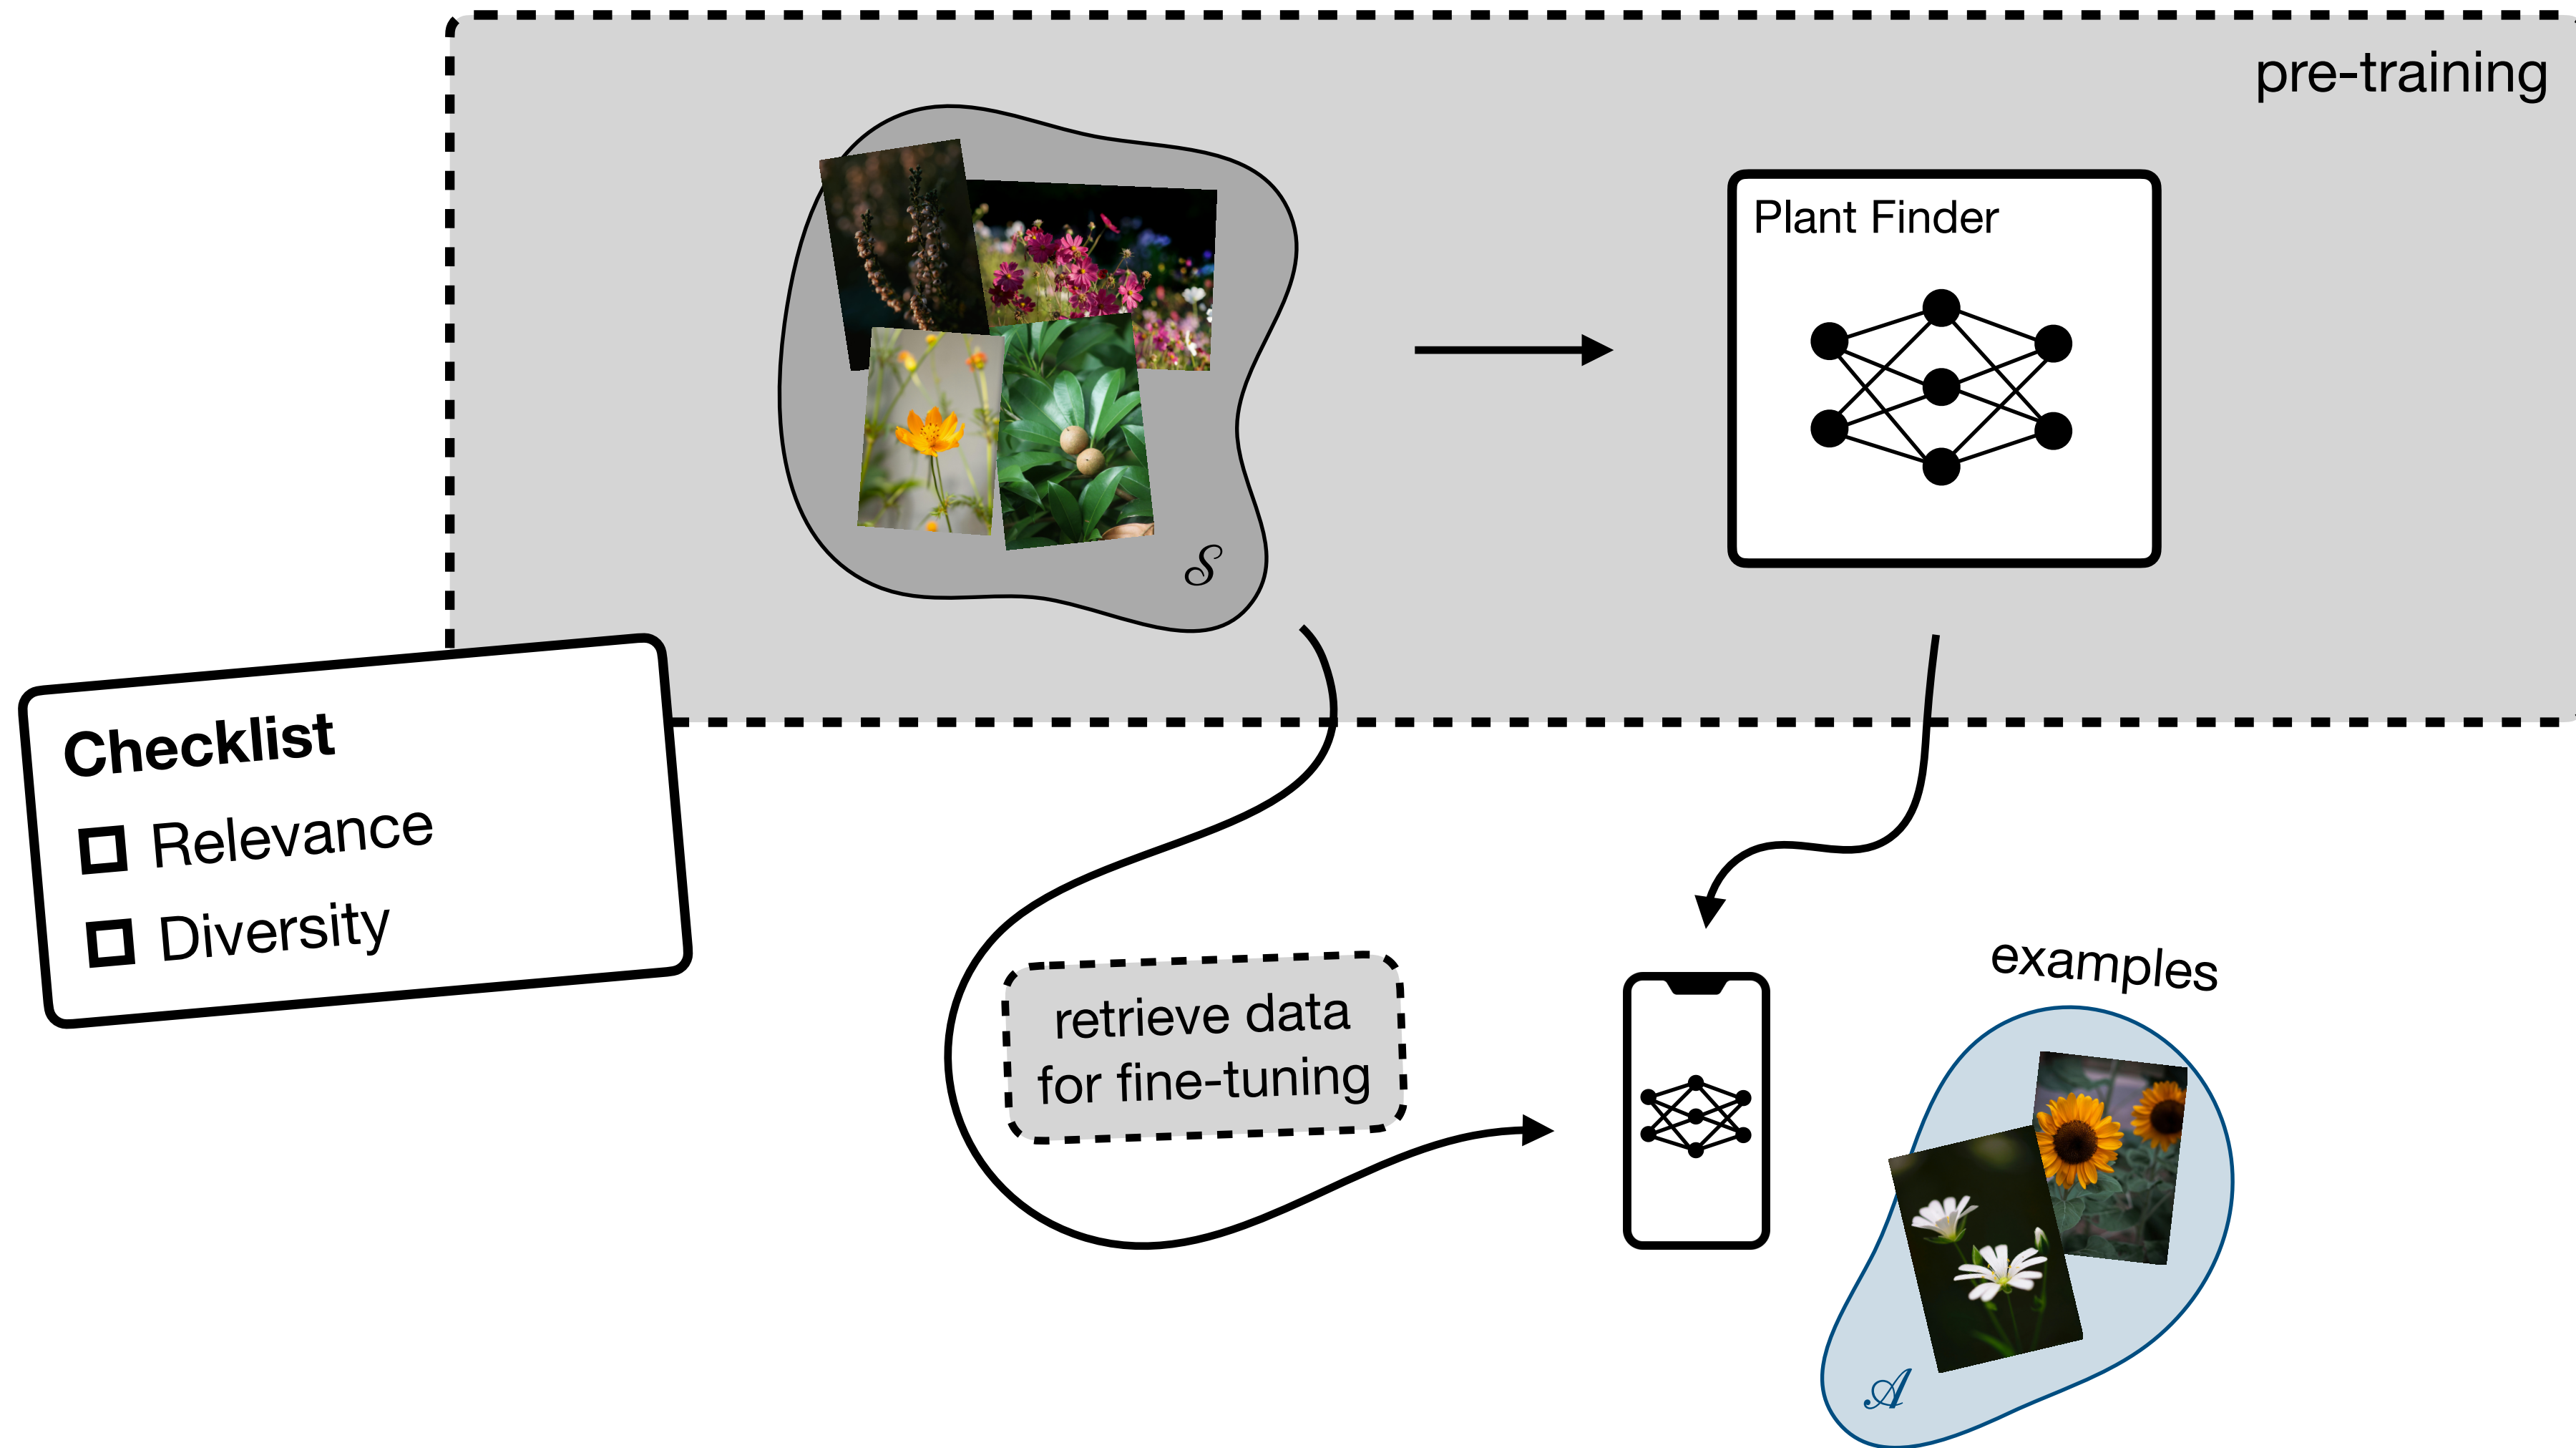 pre-training
Plant Finder
𝒮
Checklist
Relevance
Diversity
retrieve data
for fine-tuning
examples
𝒜